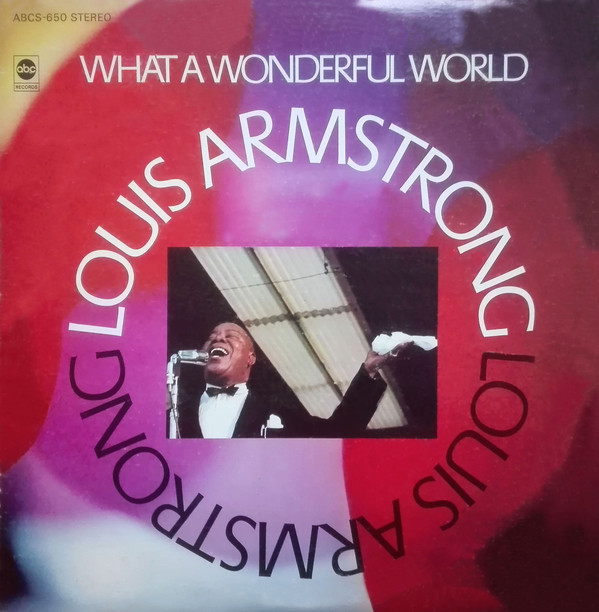 ABCS-650 STEREO
abc
RECORDS
WHAT A WONDERFUL WORLD
LOUIS ARMSTRONG
LOUIS ARMSTRONG